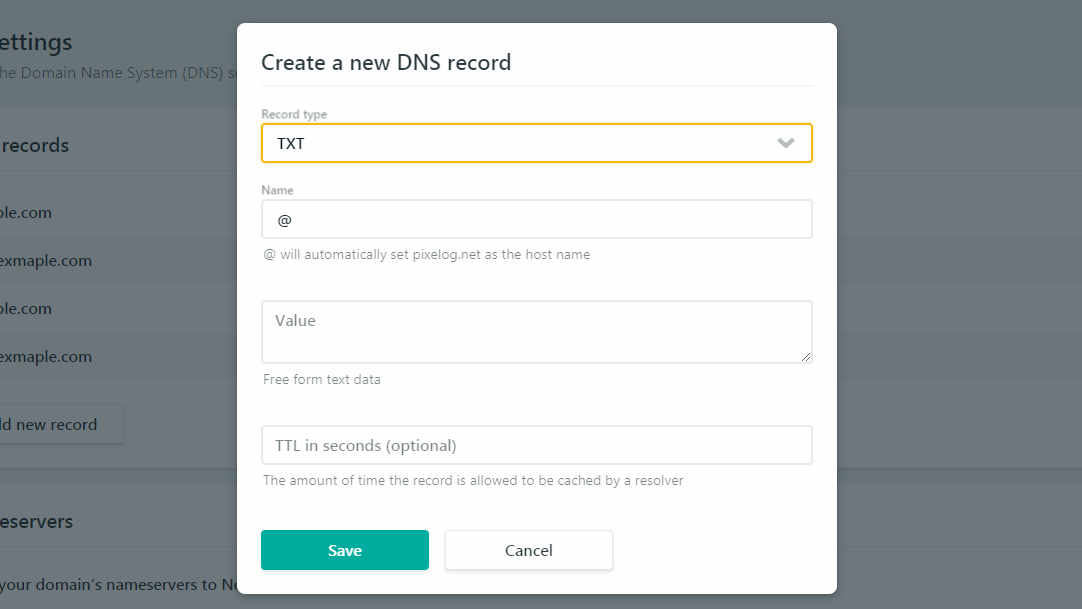 ettings
he Domain Name System (DNS)
records
ple.com
exmaple.com
ple.com
exmaple.com
dd new record
eservers
your domain’s nameservers to
Create a new DNS record
Record type
TXT
Name
@
@ will automatically set pixelog.net as the host name
Value
Free form text data
TTL in seconds (optional)
The amount of time the record is allowed to be cached by a resolver
Save
Cancel